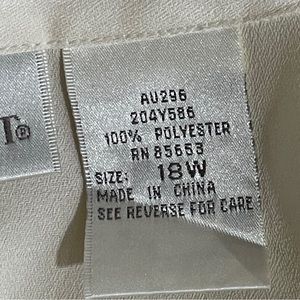 T®
AU296
204Y586
100% POLYESTER
RN 85653
SIZE: 18W
MADE IN CHINA
SEE REVERSE FOR CARE